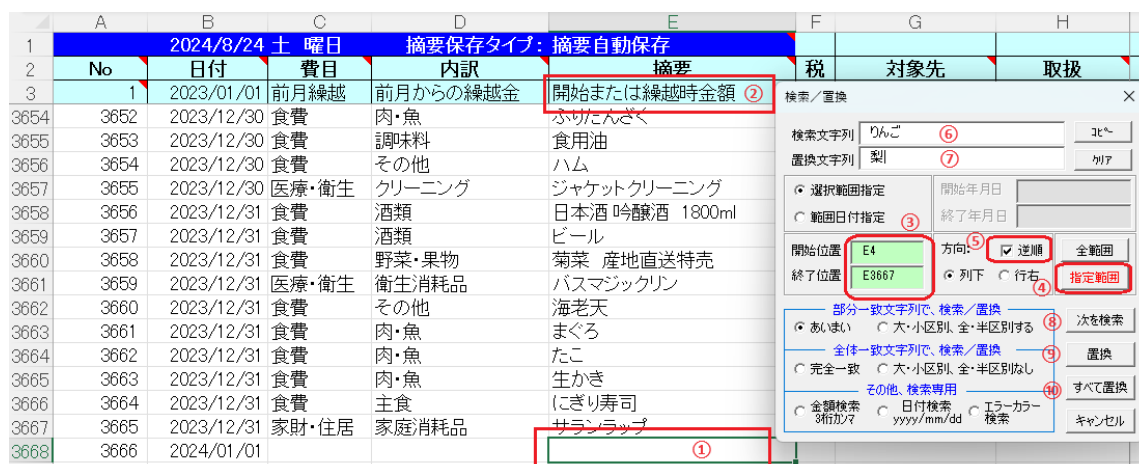 A B C D E F G H
1 2024/8/24 土 曜日 摘要保存タイプ: 摘要自動保存
2 No 日付 費目 内訳 摘要 税 対象先 取扱
3 1 2023/01/01 前月繰越 前月からの繰越金 開始または繰越時金額 ②
3654 3652 2023/12/30 食費 肉・魚 ぶりたんざく
3655 3653 2023/12/30 食費 調味料 食用油
3656 3654 2023/12/30 食費 その他 ハム
3657 3655 2023/12/30 医療・衛生 クリーニング ジャケットクリーニング
3658 3656 2023/12/31 食費 酒類 日本酒 吟醸酒 1800ml
3659 3657 2023/12/31 食費 酒類 ビール
3660 3658 2023/12/31 食費 野菜・果物 菊菜 産地直送特売
3661 3659 2023/12/31 医療・衛生 衛生消耗品 バスマジックリン
3662 3660 2023/12/31 食費 その他 海老天
3663 3661 2023/12/31 食費 肉・魚 まぐろ
3664 3662 2023/12/31 食費 肉・魚 たこ
3665 3663 2023/12/31 食費 肉・魚 生かき
3666 3664 2023/12/31 食費 主食 にぎり寿司
3667 3665 2023/12/31 家財・住居 家庭消耗品 サランラップ
3668 3666 2024/01/01 ①
検索/置換 ×
検索文字列 りんご ⑥ コピー
置換文字列 梨 ⑦ クリア
選択範囲指定 開始年月日
範囲日付指定 ③ 終了年月日
開始位置 E4 方向: ⑤ 逆順 全範囲
終了位置 E3667 列下 行右 ④ 指定範囲
部分一致文字列で、検索/置換
あいまい 大・小区別、全・半区別する ⑧ 次を検索
全体一致文字列で、検索/置換
完全一致 大・小区別、全・半区別なし ⑨ 置換
その他、検索専用
金額検索 3桁カンマ 日付検索 yyyy/mm/dd エラーカラー検索 ⑩ すべて置換
キャンセル